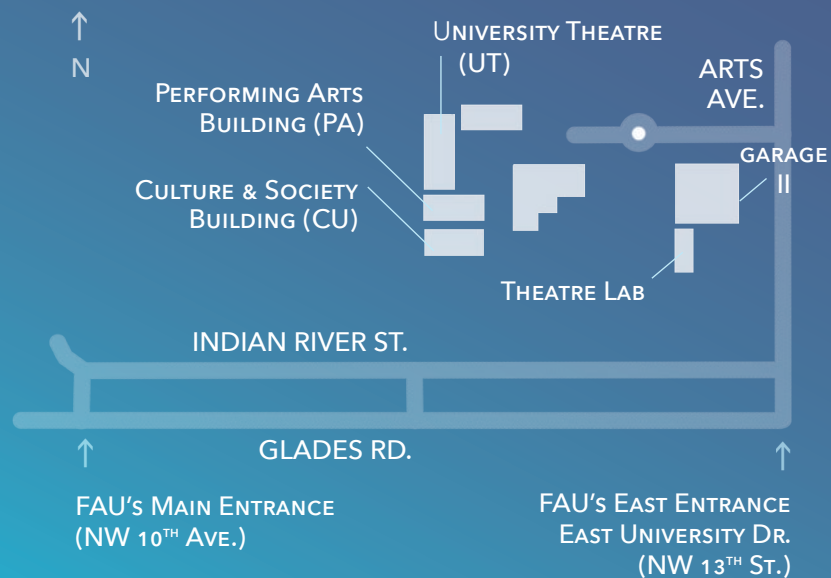 N
University Theatre
(UT)
Performing Arts
Building (PA)
Culture & Society
Building (CU)
ARTS
AVE.
GARAGE
II
Theatre Lab
INDIAN RIVER ST.
GLADES RD.
FAU's Main Entrance
(NW 10TH Ave.)
FAU's East Entrance
East University Dr.
(NW 13TH St.)